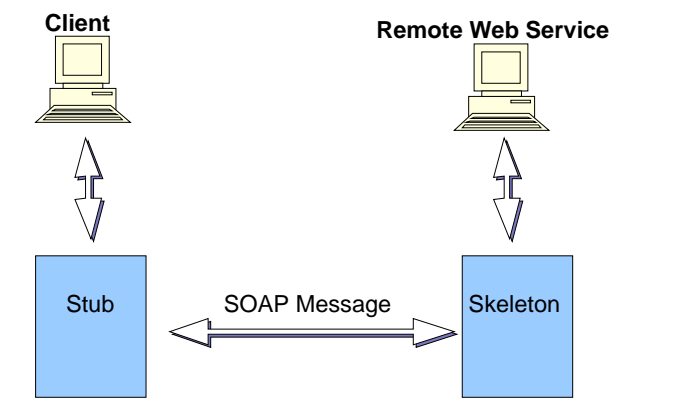 Client
Remote Web Service
Stub
SOAP Message
Skeleton